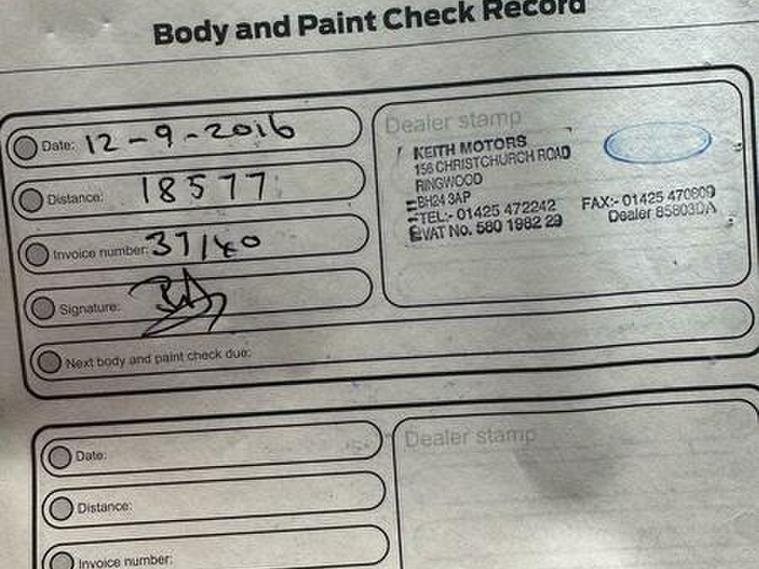 Body and Paint Check Record
Date: 12-9-2016
Distance: 18577
Invoice number:
Signature:
Next body and paint check due:
Dealer stamp
KEITH MOTORS
156 CHRISTCHURCH ROAD
RINGWOOD
BH24 3AP
TEL:- 01425 472242 FAX:- 01425 470609
VAT No. 580 1982 29 Dealer 85803DA
Date:
Distance:
Invoice number:
Dealer stamp